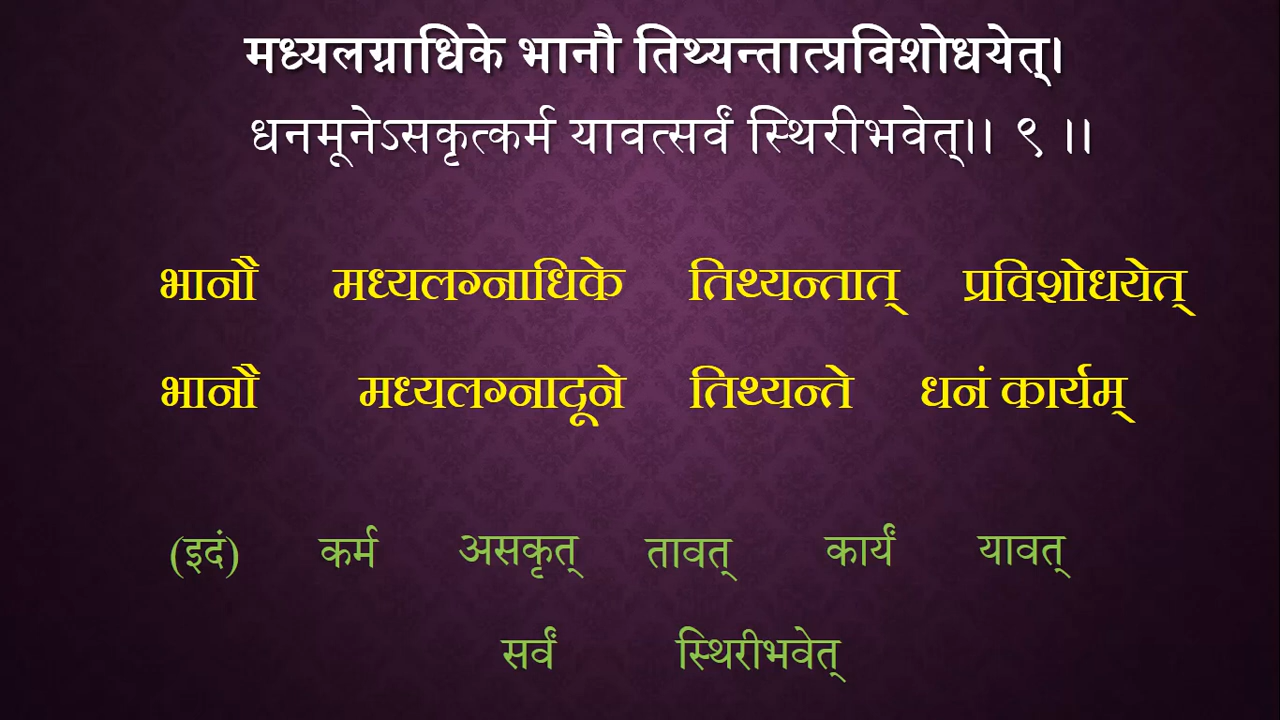 मध्यलग्नाधिके भानौ तिथ्यन्तात्प्रविशोधयेत्।
धनमूनेऽसकृत्कर्म यावत्सर्वं स्थिरीभवेत्।। ९ ।।
भानौ मध्यलग्नाधिके तिथ्यन्तात् प्रविशोधयेत्
भानौ मध्यलग्नादूने तिथ्यन्ते धनं कार्यम्
(इदं) कर्म असकृत् तावत् कार्यं यावत्
सर्वं स्थिरीभवेत्